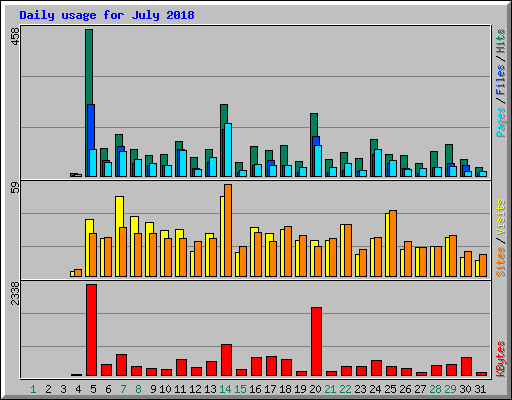 Daily usage for July 2018
458
Pages / Files / Hits
59
Sites / Visits
2338
KBytes
1 2 3 4 5 6 7 8 9 10 11 12 13 14 15 16 17 18 19 20 21 22 23 24 25 26 27 28 29 30 31